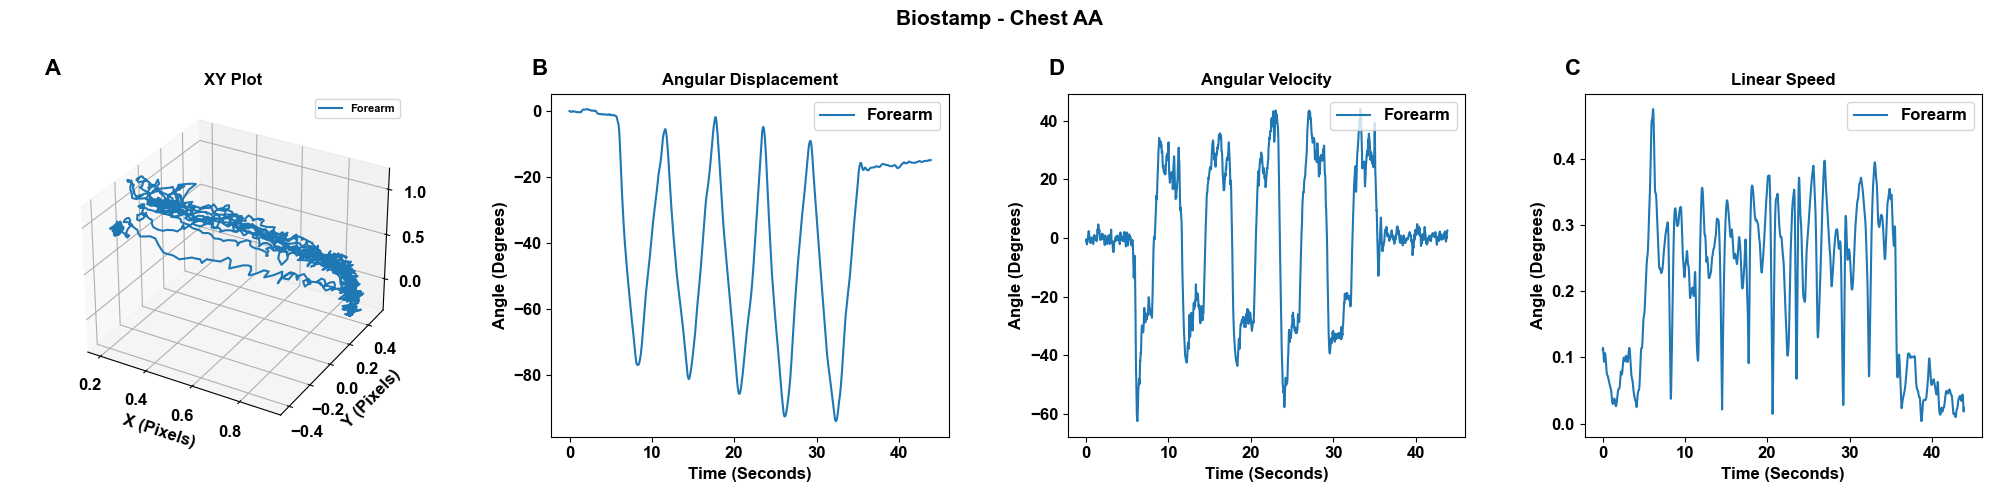 Biostamp - Chest AA
A
XY Plot
Forearm
1.0
0.5
0.0
0.2
0.4
0.6
0.8
X (Pixels)
−0.4
−0.2
0.0
0.2
0.4
Y (Pixels)
B
Angular Displacement
Forearm
0
−20
−40
−60
−80
Angle (Degrees)
0 10 20 30 40
Time (Seconds)
D
Angular Velocity
Forearm
40
20
0
−20
−40
−60
Angle (Degrees)
0 10 20 30 40
Time (Seconds)
C
Linear Speed
Forearm
0.4
0.3
0.2
0.1
0.0
Angle (Degrees)
0 10 20 30 40
Time (Seconds)